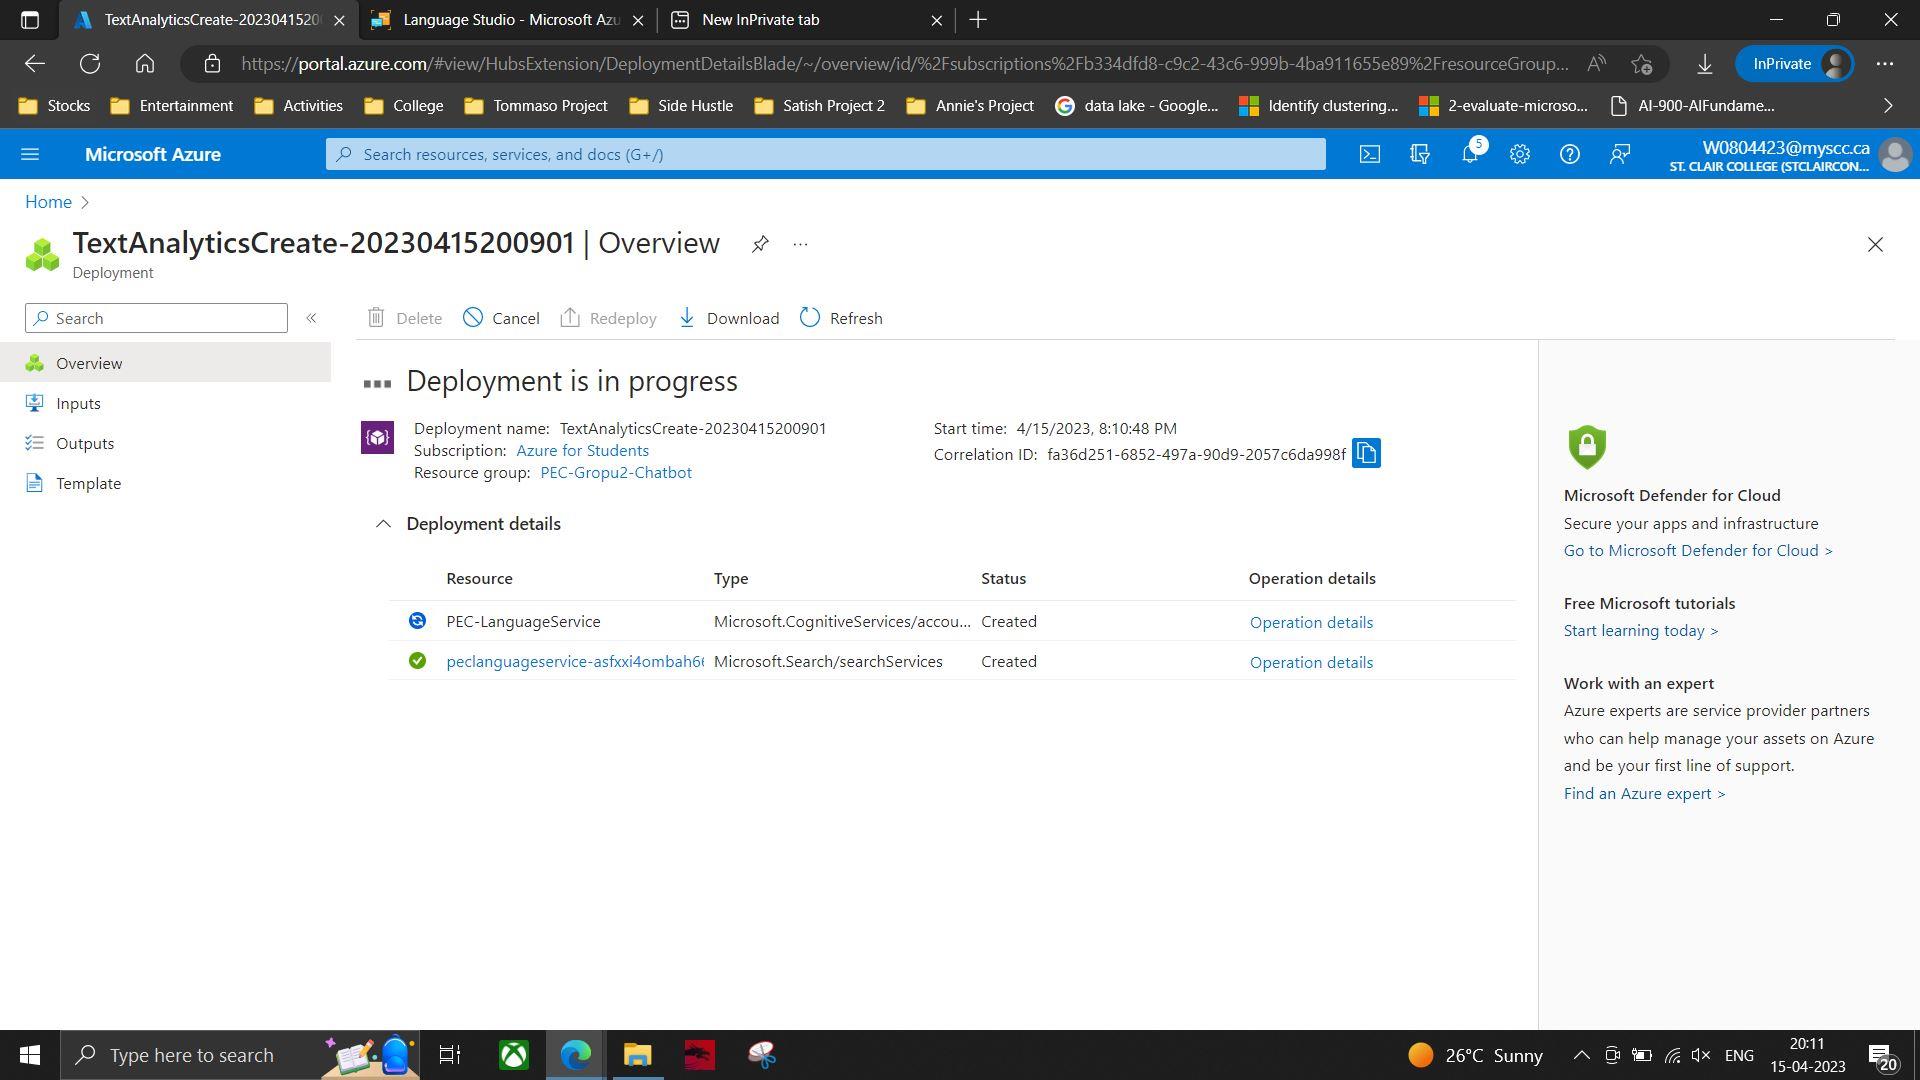 TextAnalyticsCreate-2023041520
Language Studio - Microsoft Azu
New InPrivate tab
https://portal.azure.com/#view/HubsExtension/DeploymentDetailsBlade/~/overview/id/%2Fsubscriptions%2Fb334dfd8-c9c2-43c6-999b-4ba911655e89%2FresourceGroup...
InPrivate
Stocks
Entertainment
Activities
College
Tommaso Project
Side Hustle
Satish Project 2
Annie's Project
data lake - Google...
Identify clustering...
2-evaluate-microso...
AI-900-AIFundame...
Microsoft Azure
Search resources, services, and docs (G+/)
5
W0804423@myscc.ca
ST. CLAIR COLLEGE (STCLAIRCON...
Home >
TextAnalyticsCreate-20230415200901 | Overview
Deployment
Search
Delete
Cancel
Redeploy
Download
Refresh
Overview
Inputs
Outputs
Template
Deployment is in progress
Deployment name: TextAnalyticsCreate-20230415200901
Subscription: Azure for Students
Resource group: PEC-Gropu2-Chatbot
Start time: 4/15/2023, 8:10:48 PM
Correlation ID: fa36d251-6852-497a-90d9-2057c6da998f
Deployment details
Resource Type Status Operation details
PEC-LanguageService Microsoft.CognitiveServices/accou... Created Operation details
peclanguageservice-asfxxi4ombah6 Microsoft.Search/searchServices Created Operation details
Microsoft Defender for Cloud
Secure your apps and infrastructure
Go to Microsoft Defender for Cloud >
Free Microsoft tutorials
Start learning today >
Work with an expert
Azure experts are service provider partners
who can help manage your assets on Azure
and be your first line of support.
Find an Azure expert >
Type here to search
26°C Sunny
ENG
20:11
15-04-2023
20